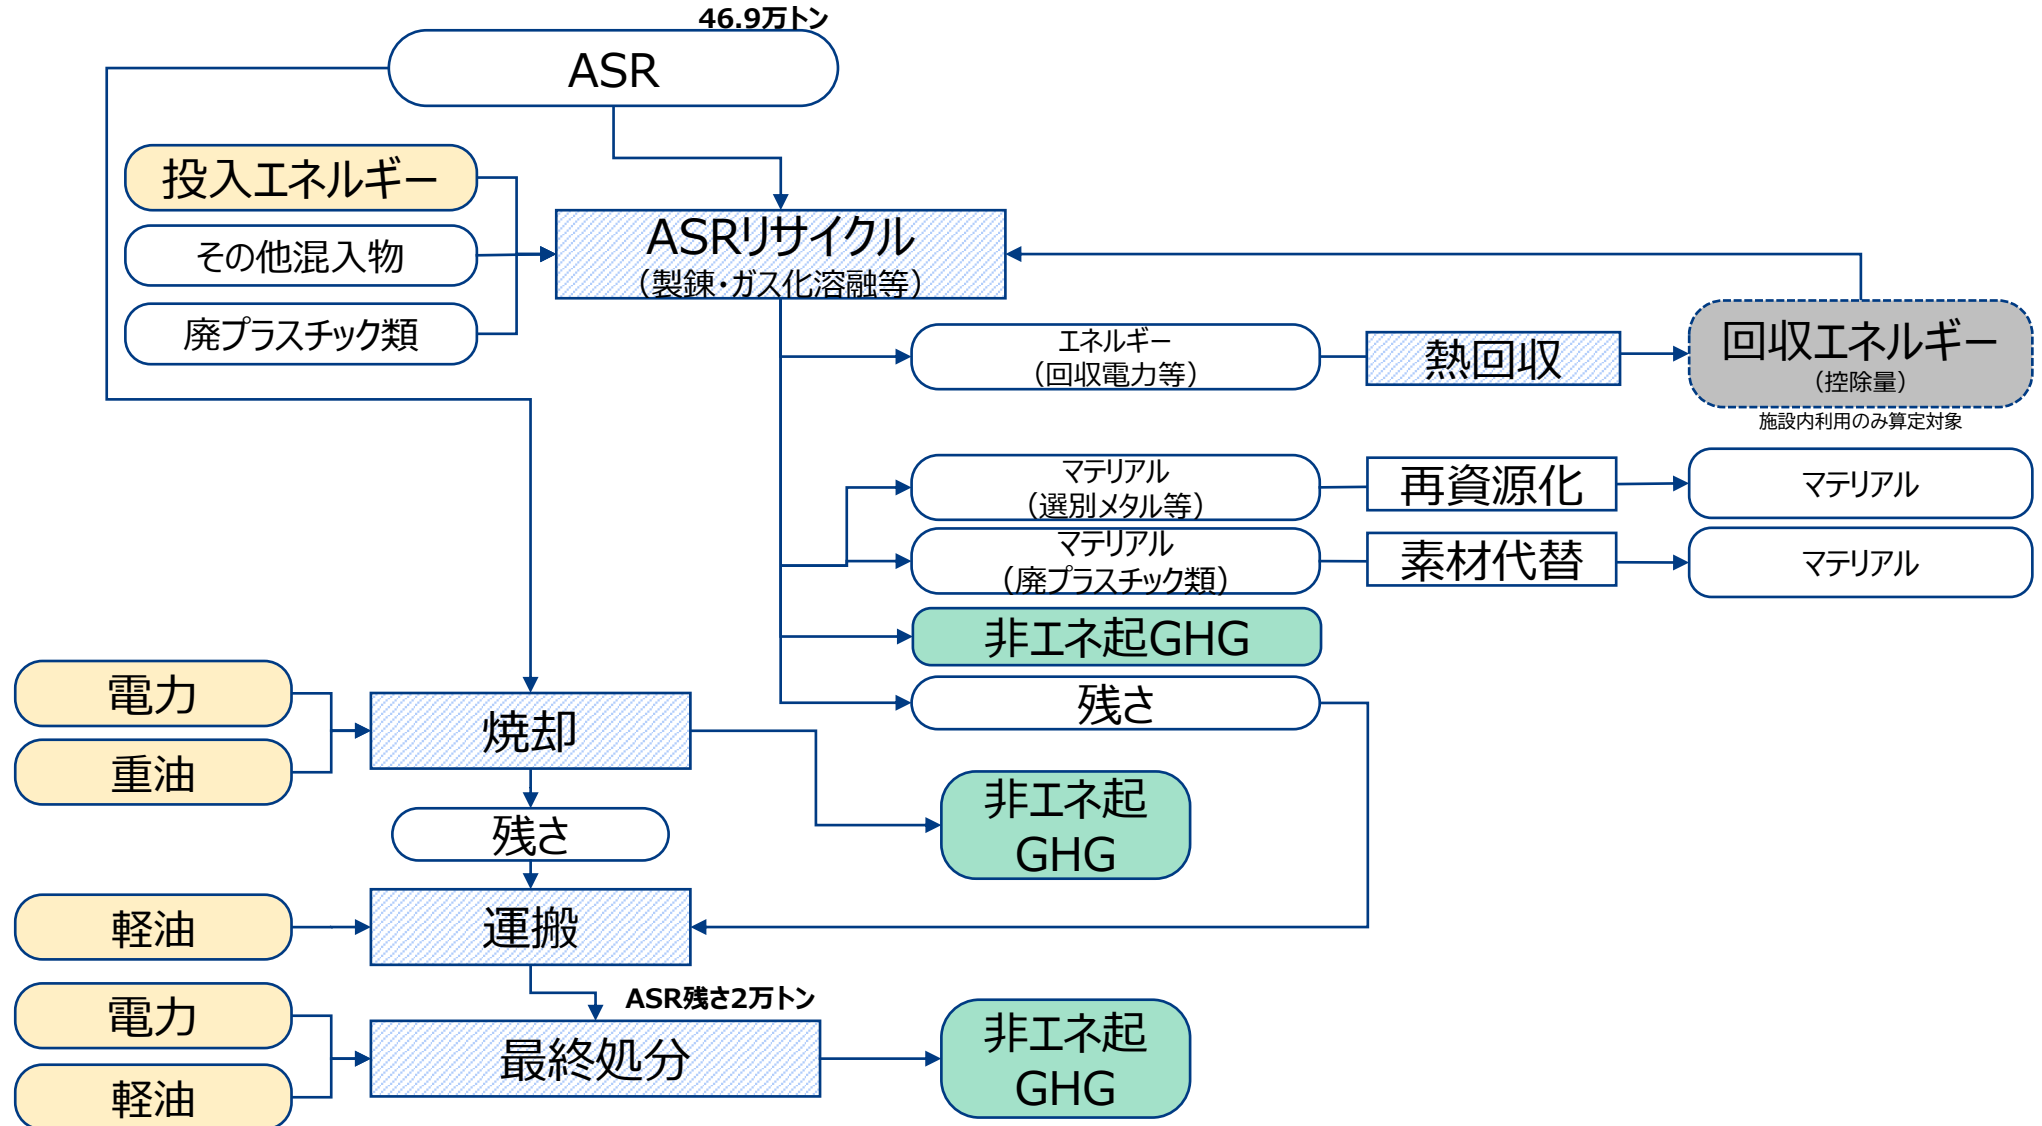 46.9万トン
ASR
投入エネルギー
その他混入物
廃プラスチック類
ASRリサイクル
（製錬・ガス化溶融等）
エネルギー
（回収電力等）
熱回収
回収エネルギー
（控除量）
施設内利用のみ算定対象
マテリアル
（選別メタル等）
再資源化
マテリアル
マテリアル
（廃プラスチック類）
素材代替
マテリアル
非エネ起GHG
残さ
電力
重油
焼却
非エネ起
GHG
残さ
軽油
運搬
ASR残さ2万トン
電力
軽油
最終処分
非エネ起
GHG